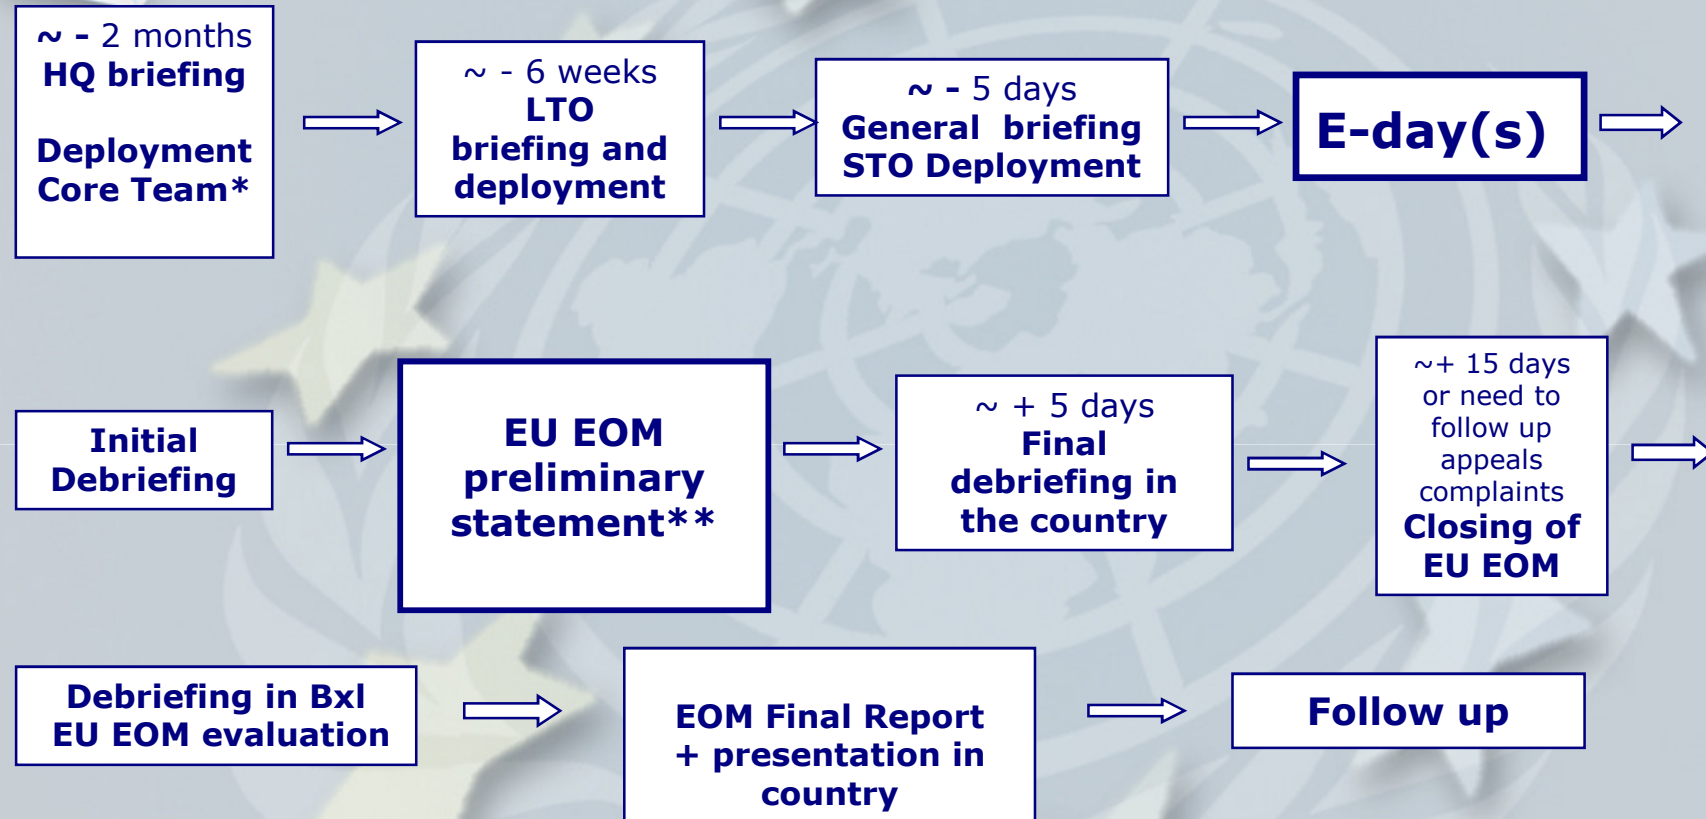 ~ - 2 months
HQ briefing
Deployment
Core Team*
~ - 6 weeks
LTO
briefing and
deployment
~ - 5 days
General briefing
STO Deployment
E-day(s)
Initial
Debriefing
EU EOM
preliminary
statement**
~ + 5 days
Final
debriefing in
the country
~+ 15 days
or need to
follow up
appeals
complaints
Closing of
EU EOM
Debriefing in Bxl
EU EOM evaluation
EOM Final Report
+ presentation in
country
Follow up